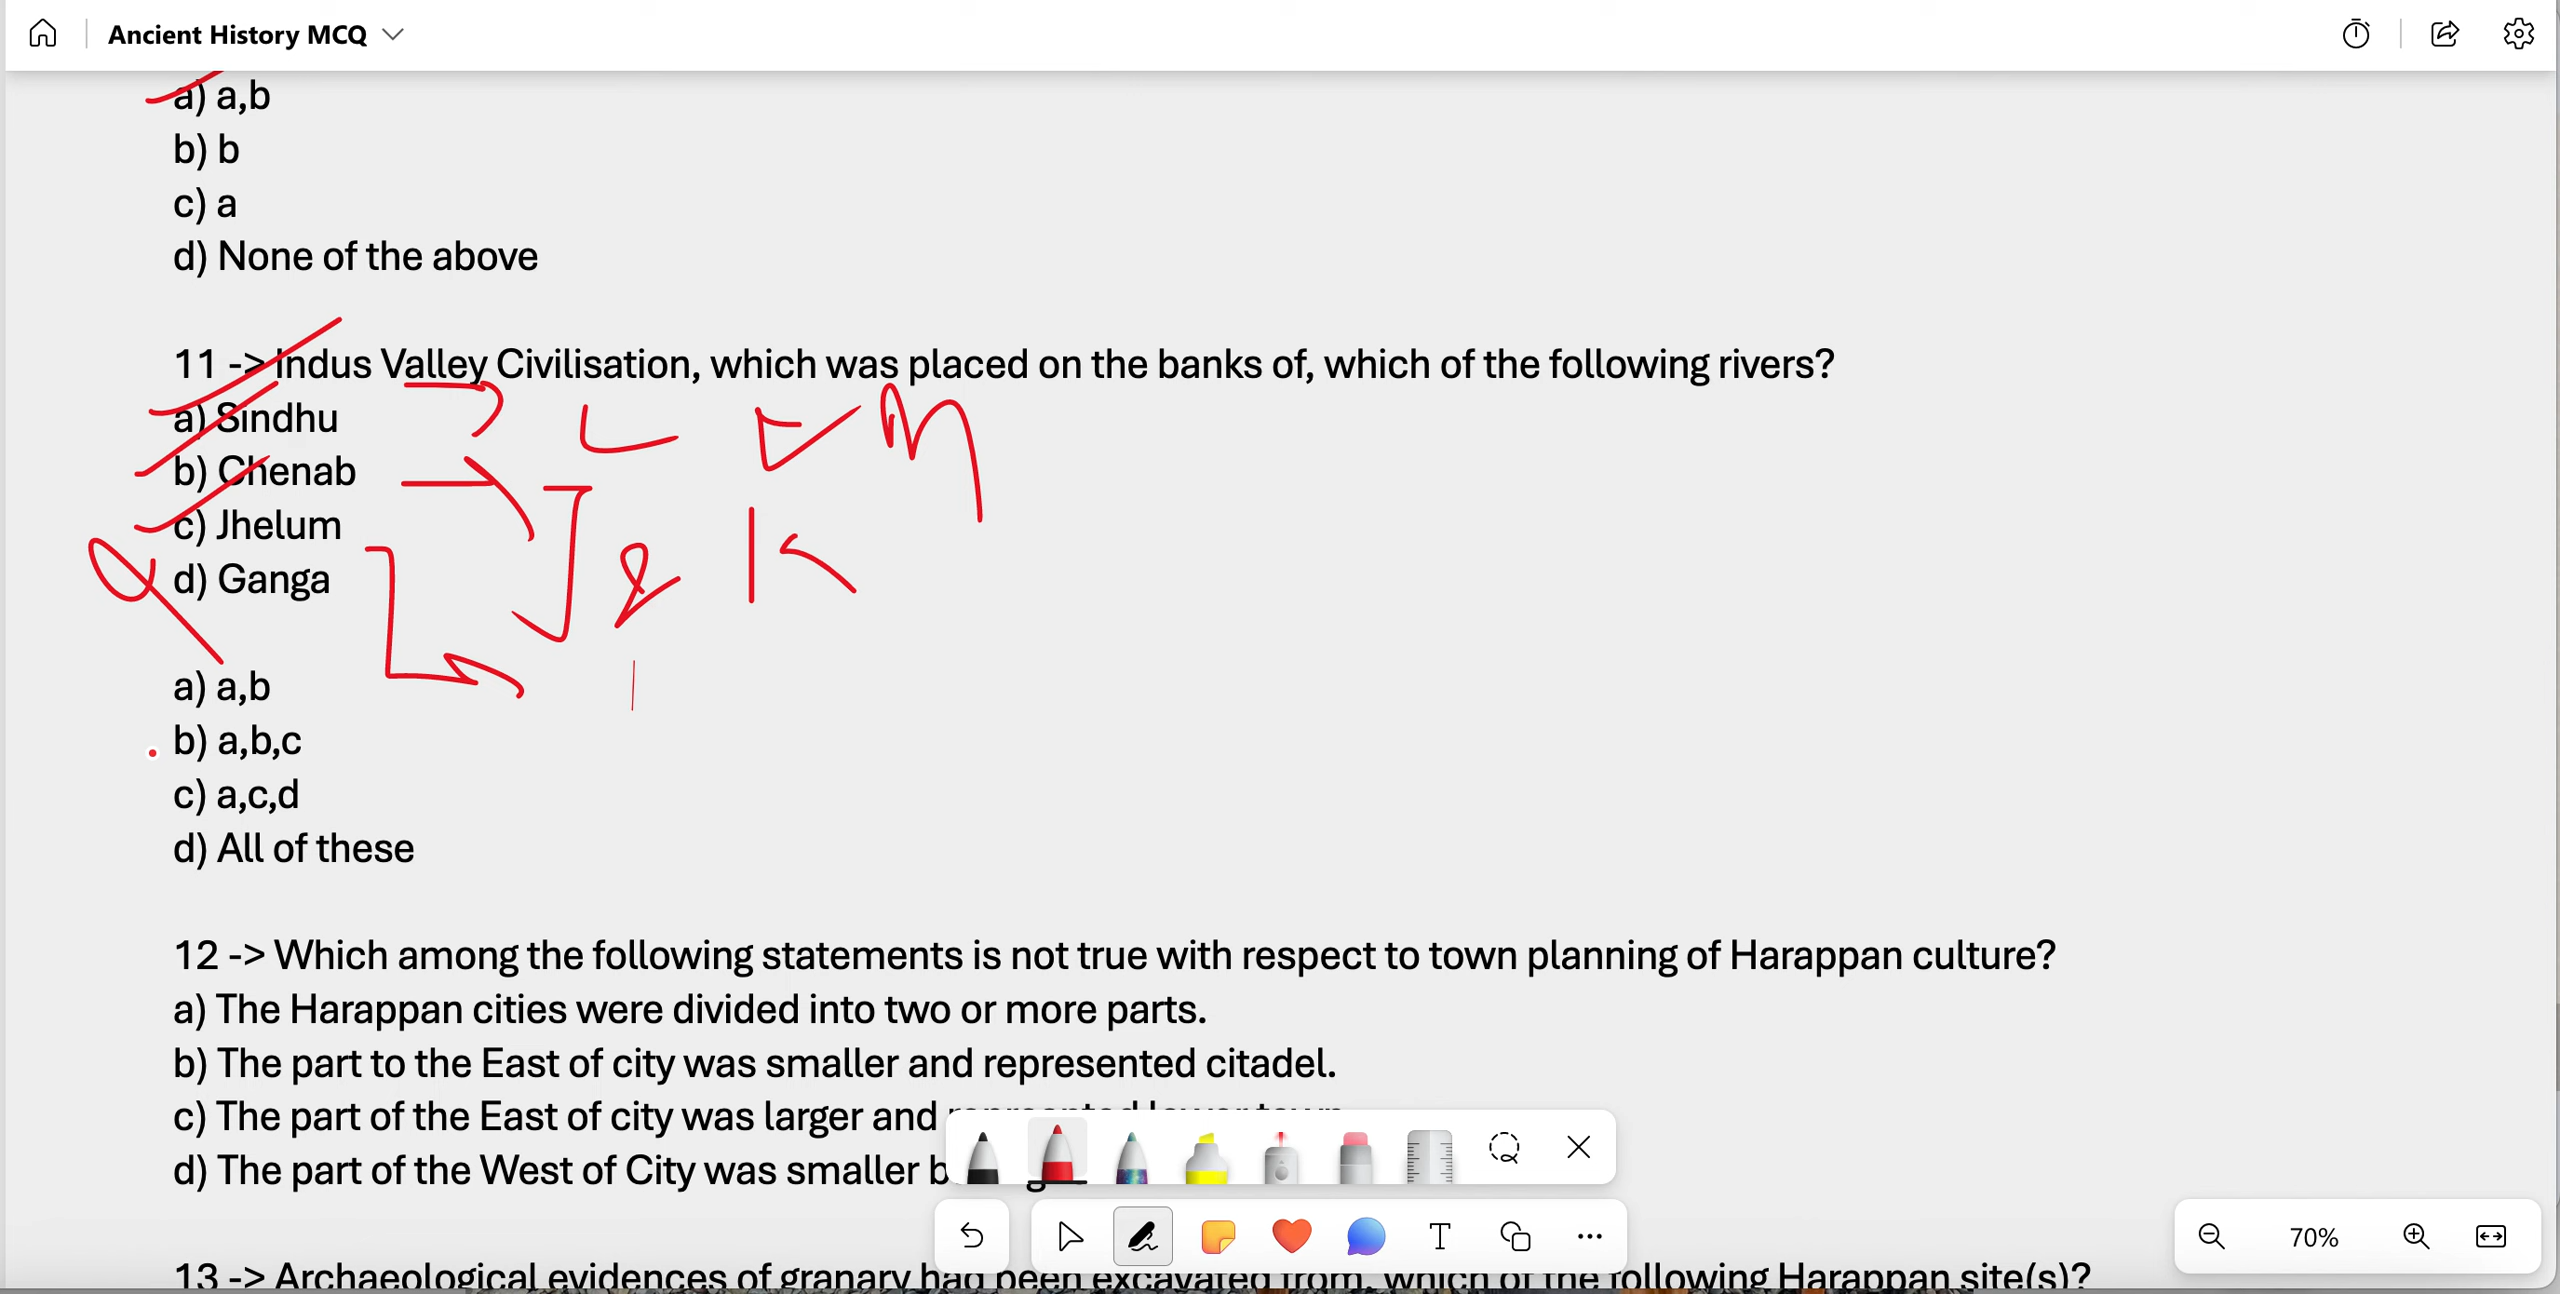 Ancient History MCQ
a) a,b
b) b
c) a
d) None of the above
11 -> Indus Valley Civilisation, which was placed on the banks of, which of the following rivers?
a) Sindhu
b) Chenab
c) Jhelum
d) Ganga
a) a,b
b) a,b,c
c) a,c,d
d) All of these
12 -> Which among the following statements is not true with respect to town planning of Harappan culture?
a) The Harappan cities were divided into two or more parts.
b) The part to the East of city was smaller and represented citadel.
c) The part of the East of city was larger and represented lower town.
d) The part of the West of City was smaller
13 -> Archaeological evidences of granary had been excavated from, which of the following Harappan site(s)?
70%